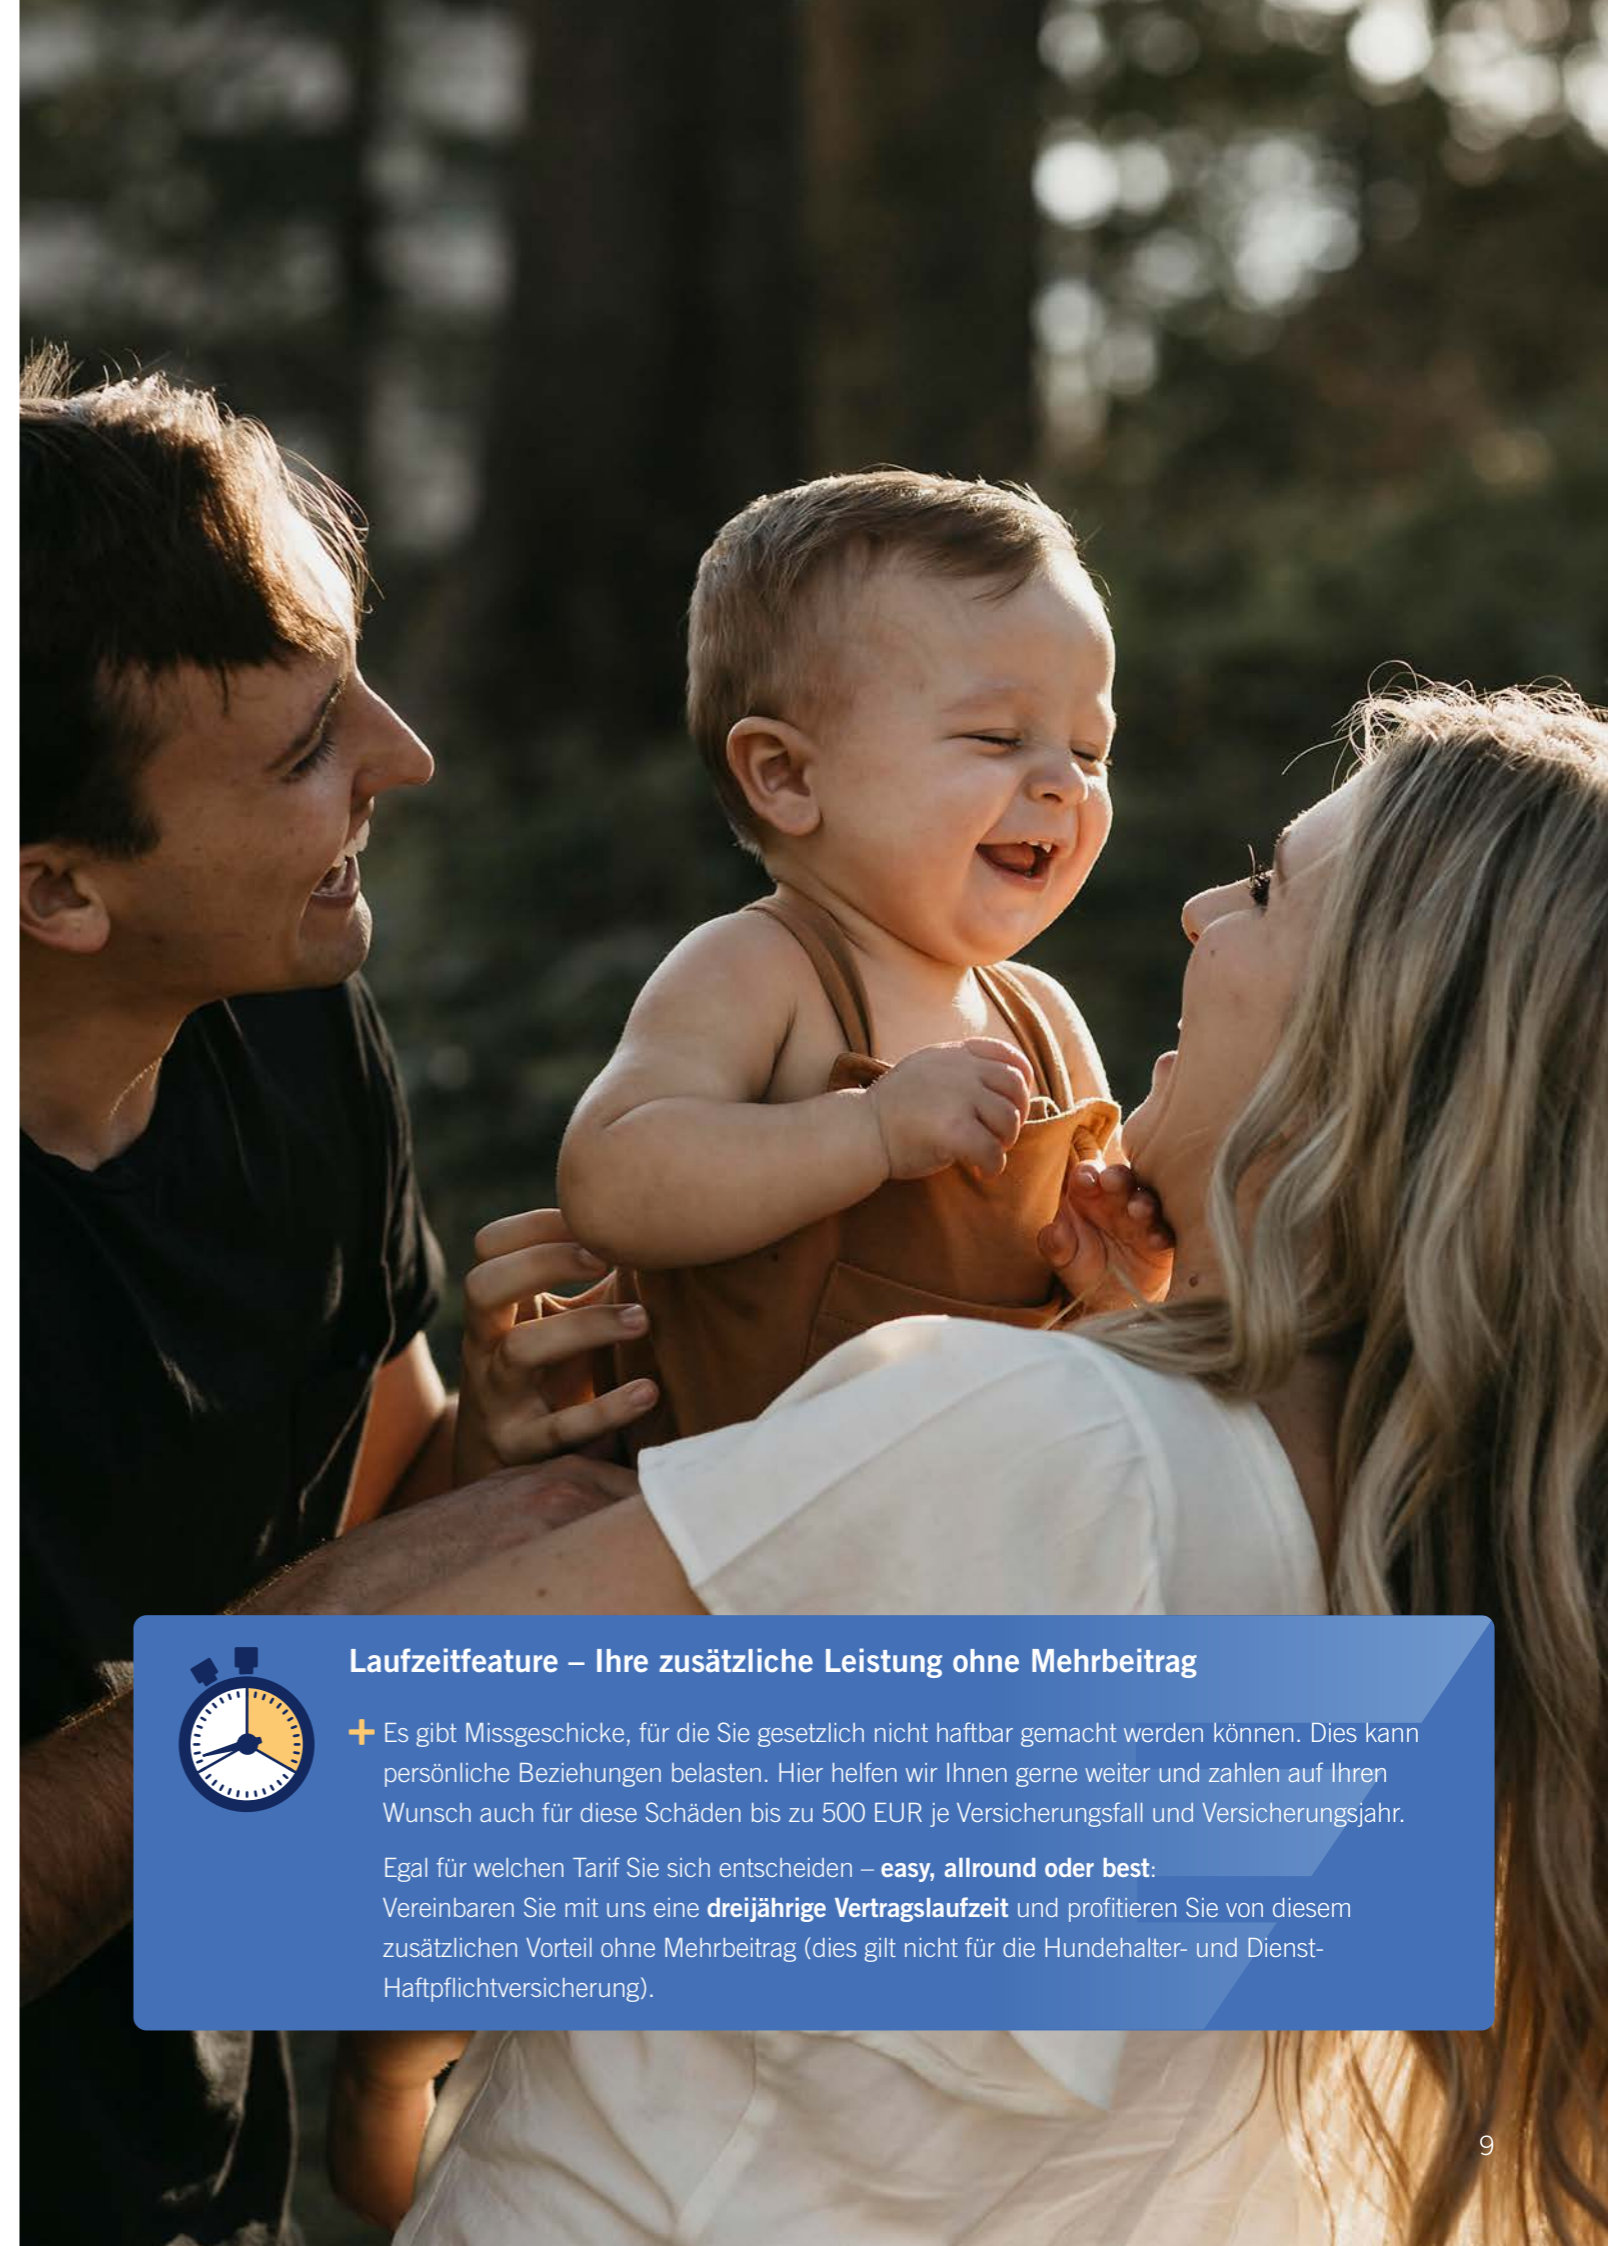 Laufzeitfeature – Ihre zusätzliche Leistung ohne Mehrbeitrag
+ Es gibt Missgeschicke, für die Sie gesetzlich nicht haftbar gemacht werden können. Dies kann
persönliche Beziehungen belasten. Hier helfen wir Ihnen gerne weiter und zahlen auf Ihren
Wunsch auch für diese Schäden bis zu 500 EUR je Versicherungsfall und Versicherungsjahr.
Egal für welchen Tarif Sie sich entscheiden – easy, allround oder best:
Vereinbaren Sie mit uns eine dreijährige Vertragslaufzeit und profitieren Sie von diesem
zusätzlichen Vorteil ohne Mehrbeitrag (dies gilt nicht für die Hundehalter- und Dienst-
Haftpflichtversicherung).
9